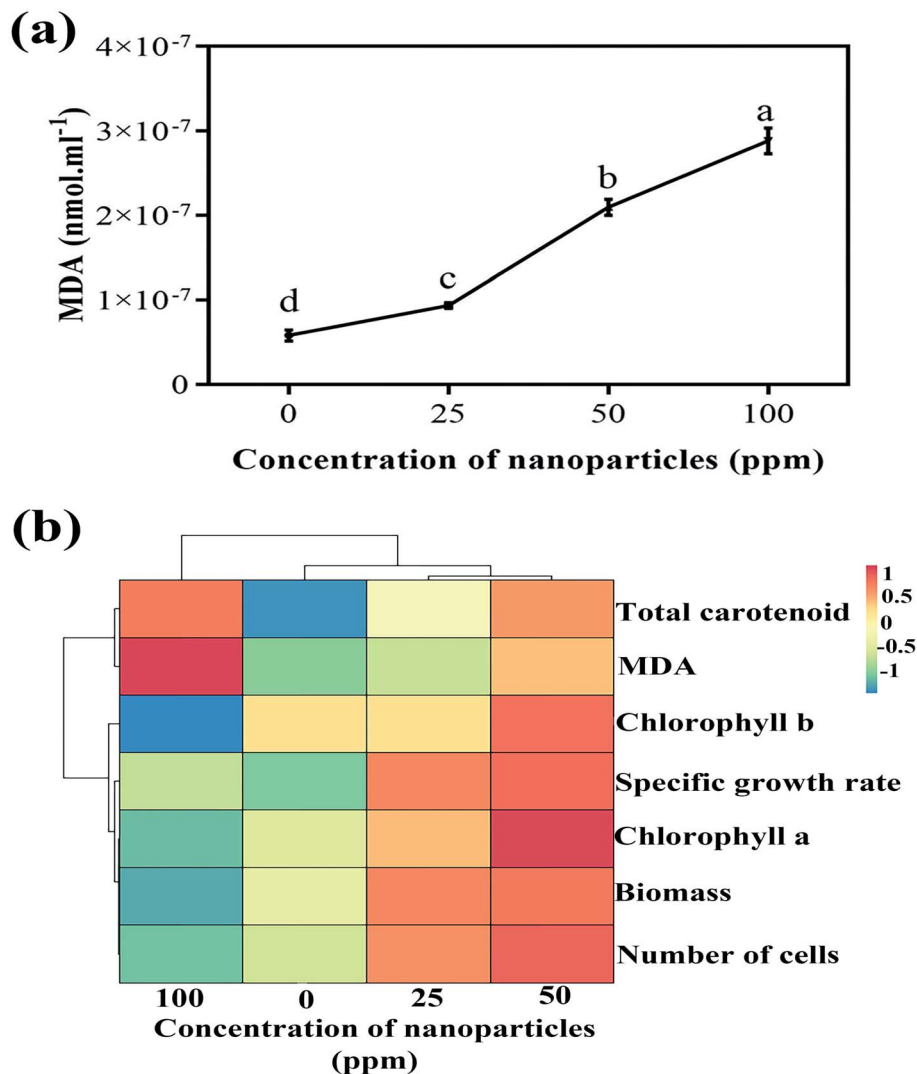 (a)
4×10⁻⁷
3×10⁻⁷
2×10⁻⁷
1×10⁻⁷
0
MDA (nmol.ml⁻¹)
d
c
b
a
0 25 50 100
Concentration of nanoparticles (ppm)
(b)
1
0.5
0
-0.5
-1
Total carotenoid
MDA
Chlorophyll b
Specific growth rate
Chlorophyll a
Biomass
Number of cells
100 0 25 50
Concentration of nanoparticles
(ppm)